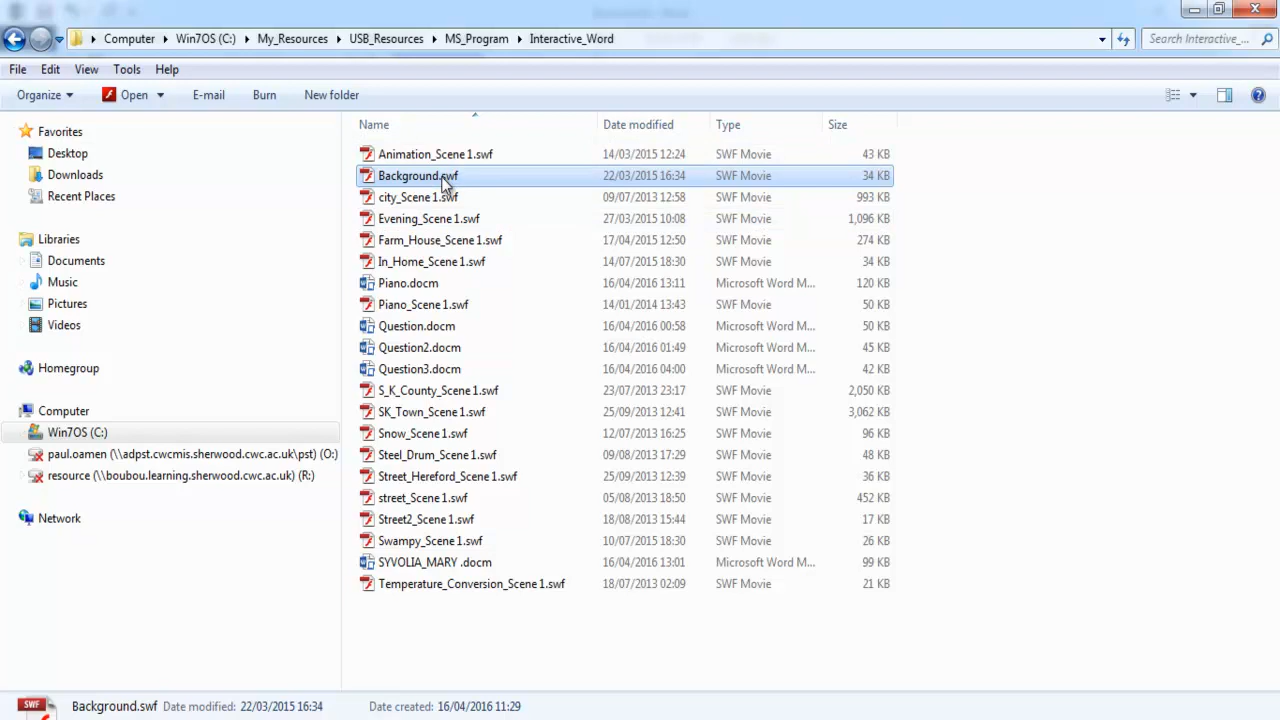 Computer Win7OS (C:) My_Resources USB_Resources MS_Program Interactive_Word Search Interactive_...
File Edit View Tools Help
Organize Open E-mail Burn New folder
Name Date modified Type Size
Favorites
Desktop
Downloads
Recent Places
Libraries
Documents
Music
Pictures
Videos
Homegroup
Computer
Win7OS (C:)
paul.oamen (\\adpst.cwcmis.sherwood.cwc.ac.uk\pst) (O:)
resource (\\boubou.learning.sherwood.cwc.ac.uk) (R:)
Network
Animation_Scene 1.swf 14/03/2015 12:24 SWF Movie 43 KB
Background.swf 22/03/2015 16:34 SWF Movie 34 KB
city_Scene 1.swf 09/07/2013 12:58 SWF Movie 993 KB
Evening_Scene 1.swf 27/03/2015 10:08 SWF Movie 1,096 KB
Farm_House_Scene 1.swf 17/04/2015 12:50 SWF Movie 274 KB
In_Home_Scene 1.swf 14/07/2015 18:30 SWF Movie 34 KB
Piano.docm 16/04/2016 13:11 Microsoft Word M... 120 KB
Piano_Scene 1.swf 14/01/2014 13:43 SWF Movie 50 KB
Question.docm 16/04/2016 00:58 Microsoft Word M... 50 KB
Question2.docm 16/04/2016 01:49 Microsoft Word M... 45 KB
Question3.docm 16/04/2016 04:00 Microsoft Word M... 42 KB
S_K_County_Scene 1.swf 23/07/2013 23:17 SWF Movie 2,050 KB
SK_Town_Scene 1.swf 25/09/2013 12:41 SWF Movie 3,062 KB
Snow_Scene 1.swf 12/07/2013 16:25 SWF Movie 96 KB
Steel_Drum_Scene 1.swf 09/08/2013 17:29 SWF Movie 48 KB
Street_Hereford_Scene 1.swf 25/09/2013 12:39 SWF Movie 36 KB
street_Scene 1.swf 05/08/2013 18:50 SWF Movie 452 KB
Street2_Scene 1.swf 18/08/2013 15:44 SWF Movie 17 KB
Swampy_Scene 1.swf 10/07/2015 18:30 SWF Movie 26 KB
SYVOLIA_MARY .docm 16/04/2016 13:01 Microsoft Word M... 99 KB
Temperature_Conversion_Scene 1.swf 18/07/2013 02:09 SWF Movie 21 KB
SWF Background.swf Date modified: 22/03/2015 16:34 Date created: 16/04/2016 11:29